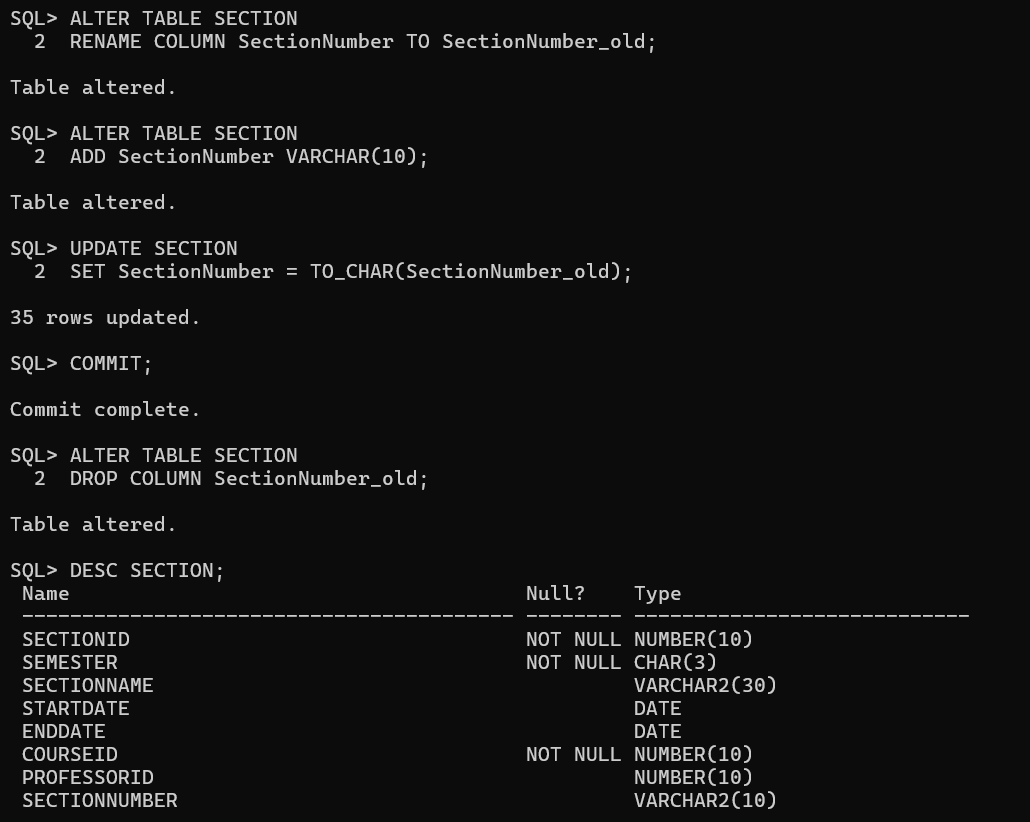 SQL> ALTER TABLE SECTION
  2  RENAME COLUMN SectionNumber TO SectionNumber_old;

Table altered.

SQL> ALTER TABLE SECTION
  2  ADD SectionNumber VARCHAR(10);

Table altered.

SQL> UPDATE SECTION
  2  SET SectionNumber = TO_CHAR(SectionNumber_old);

35 rows updated.

SQL> COMMIT;

Commit complete.

SQL> ALTER TABLE SECTION
  2  DROP COLUMN SectionNumber_old;

Table altered.

SQL> DESC SECTION;
 Name                                      Null?    Type
 ----------------------------------------- -------- ----------------------------
 SECTIONID                                 NOT NULL NUMBER(10)
 SEMESTER                                  NOT NULL CHAR(3)
 SECTIONNAME                                        VARCHAR2(30)
 STARTDATE                                          DATE
 ENDDATE                                            DATE
 COURSEID                                  NOT NULL NUMBER(10)
 PROFESSORID                                        NUMBER(10)
 SECTIONNUMBER                                      VARCHAR2(10)